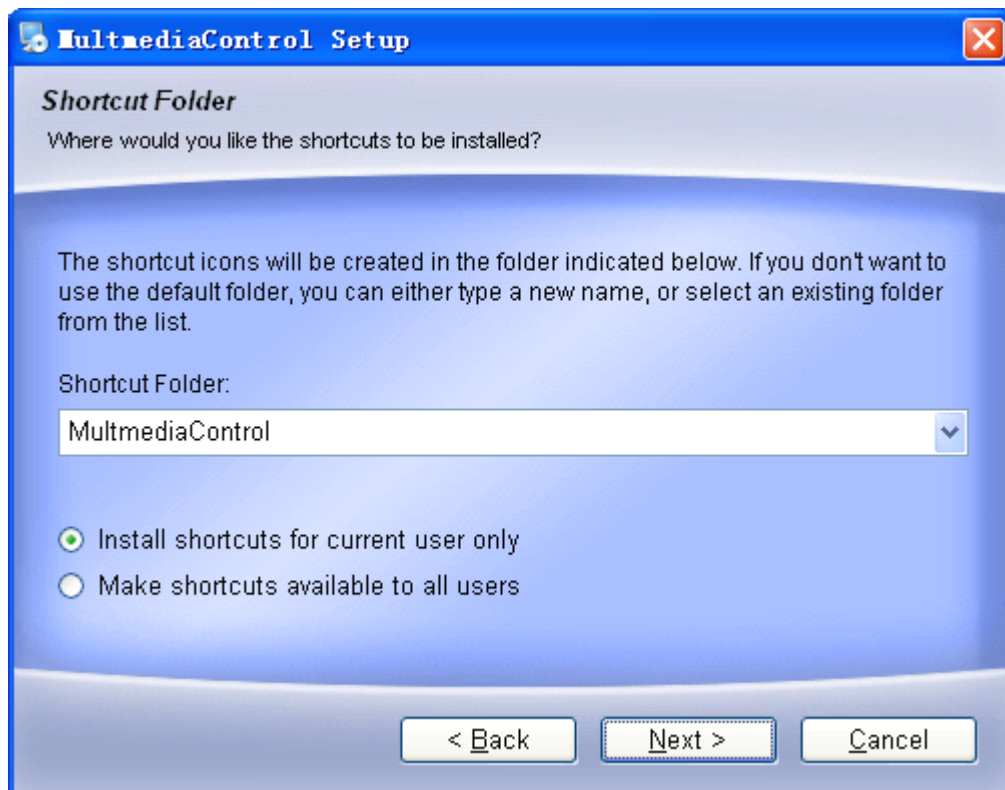 MultmediaControl Setup
Shortcut Folder
Where would you like the shortcuts to be installed?
The shortcut icons will be created in the folder indicated below. If you don't want to
use the default folder, you can either type a new name, or select an existing folder
from the list.
Shortcut Folder:
MultmediaControl
Install shortcuts for current user only
Make shortcuts available to all users
< Back
Next >
Cancel